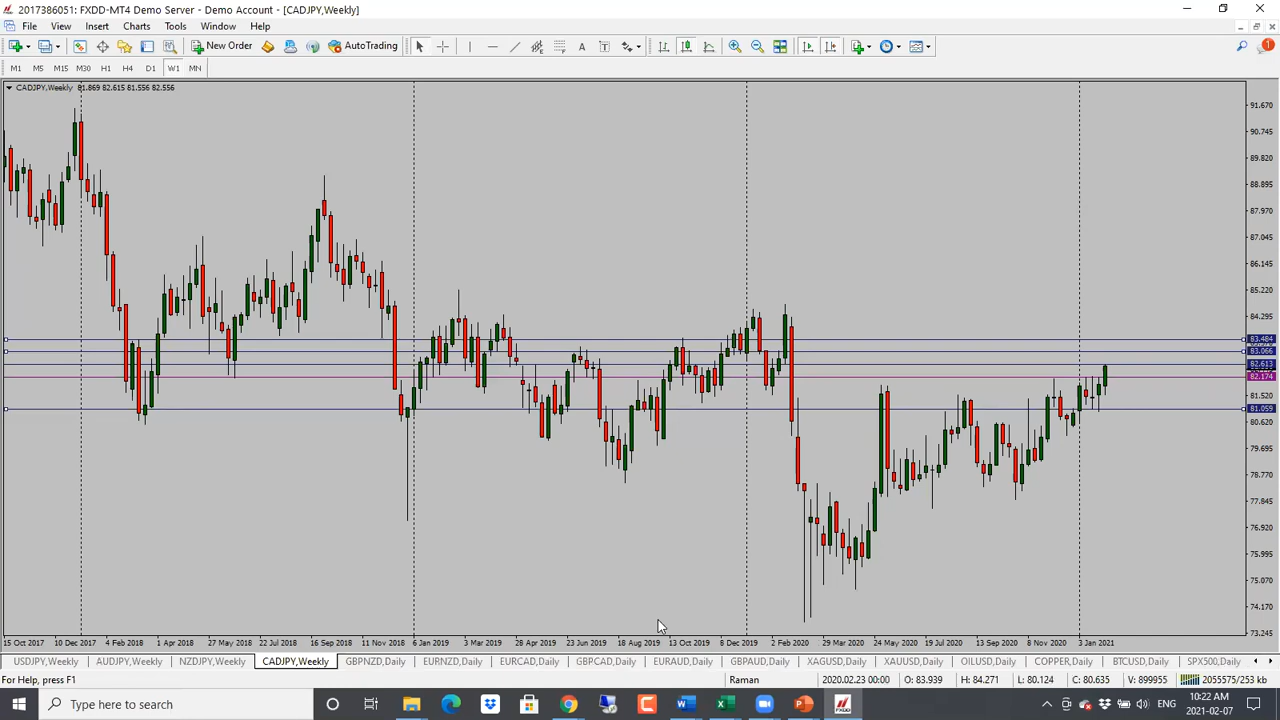 2017386051: FXDD-MT4 Demo Server - Demo Account - [CADJPY,Weekly]
File View Insert Charts Tools Window Help
New Order AutoTrading 1
M1 M5 M15 M30 H1 H4 D1 W1 MN
CADJPY,Weekly 81.869 82.615 81.556 82.556
91.670
90.745
89.820
88.895
87.970
87.045
86.145
85.220
84.295
83.484
83.066
82.613
82.174
81.520
81.059
80.620
79.695
78.770
77.845
76.920
75.995
75.070
74.170
73.245
15 Oct 2017 10 Dec 2017 4 Feb 2018 1 Apr 2018 27 May 2018 22 Jul 2018 16 Sep 2018 11 Nov 2018 6 Jan 2019 3 Mar 2019 28 Apr 2019 23 Jun 2019 18 Aug 2019 13 Oct 2019 8 Dec 2019 2 Feb 2020 29 Mar 2020 24 May 2020 19 Jul 2020 13 Sep 2020 8 Nov 2020 3 Jan 2021
USDJPY,Weekly AUDJPY,Weekly NZDJPY,Weekly CADJPY,Weekly GBPNZD,Daily EURNZD,Daily EURCAD,Daily GBPCAD,Daily EURAUD,Daily GBPAUD,Daily XAGUSD,Daily XAUUSD,Daily OILUSD,Daily COPPER,Daily BTCUSD,Daily SPX500,Daily
For Help, press F1 Raman 2020.02.23 00:00 O: 83.939 H: 84.271 L: 80.124 C: 80.635 V: 899955 2055575/253 kb
Type here to search ENG 10:22 AM
2021-02-07